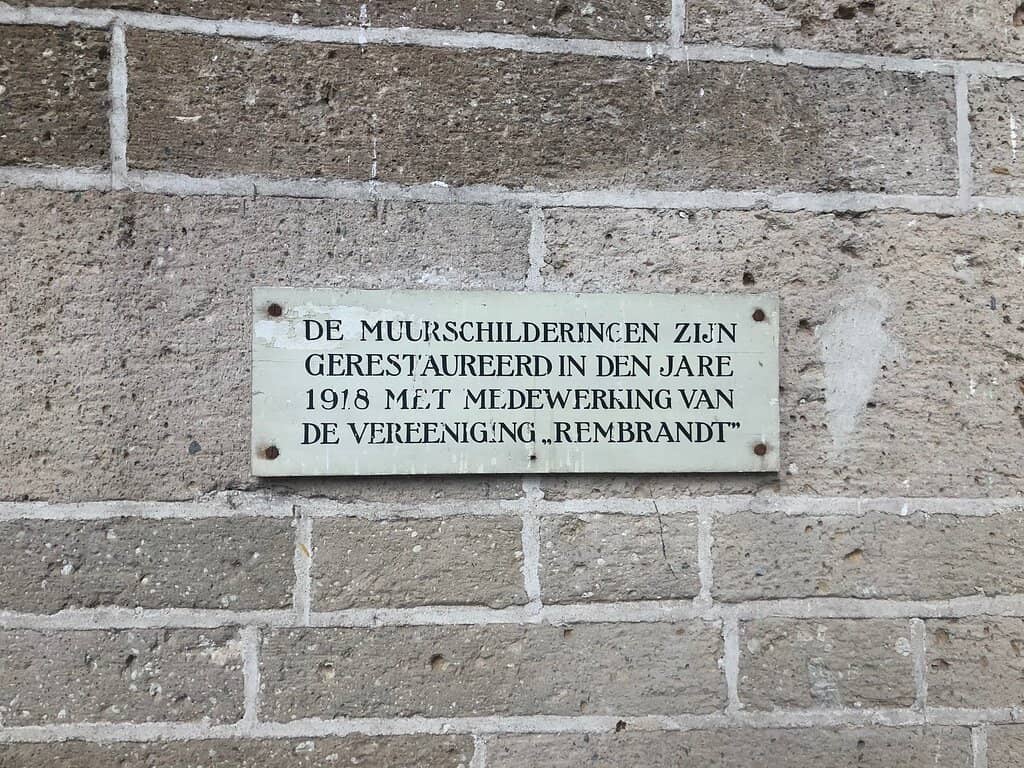 DE MUURSCHILDERINGEN ZIJN
GERESTAUREERD IN DEN JARE
1918 MET MEDEWERKING VAN
DE VEREENIGING „REMBRANDT”